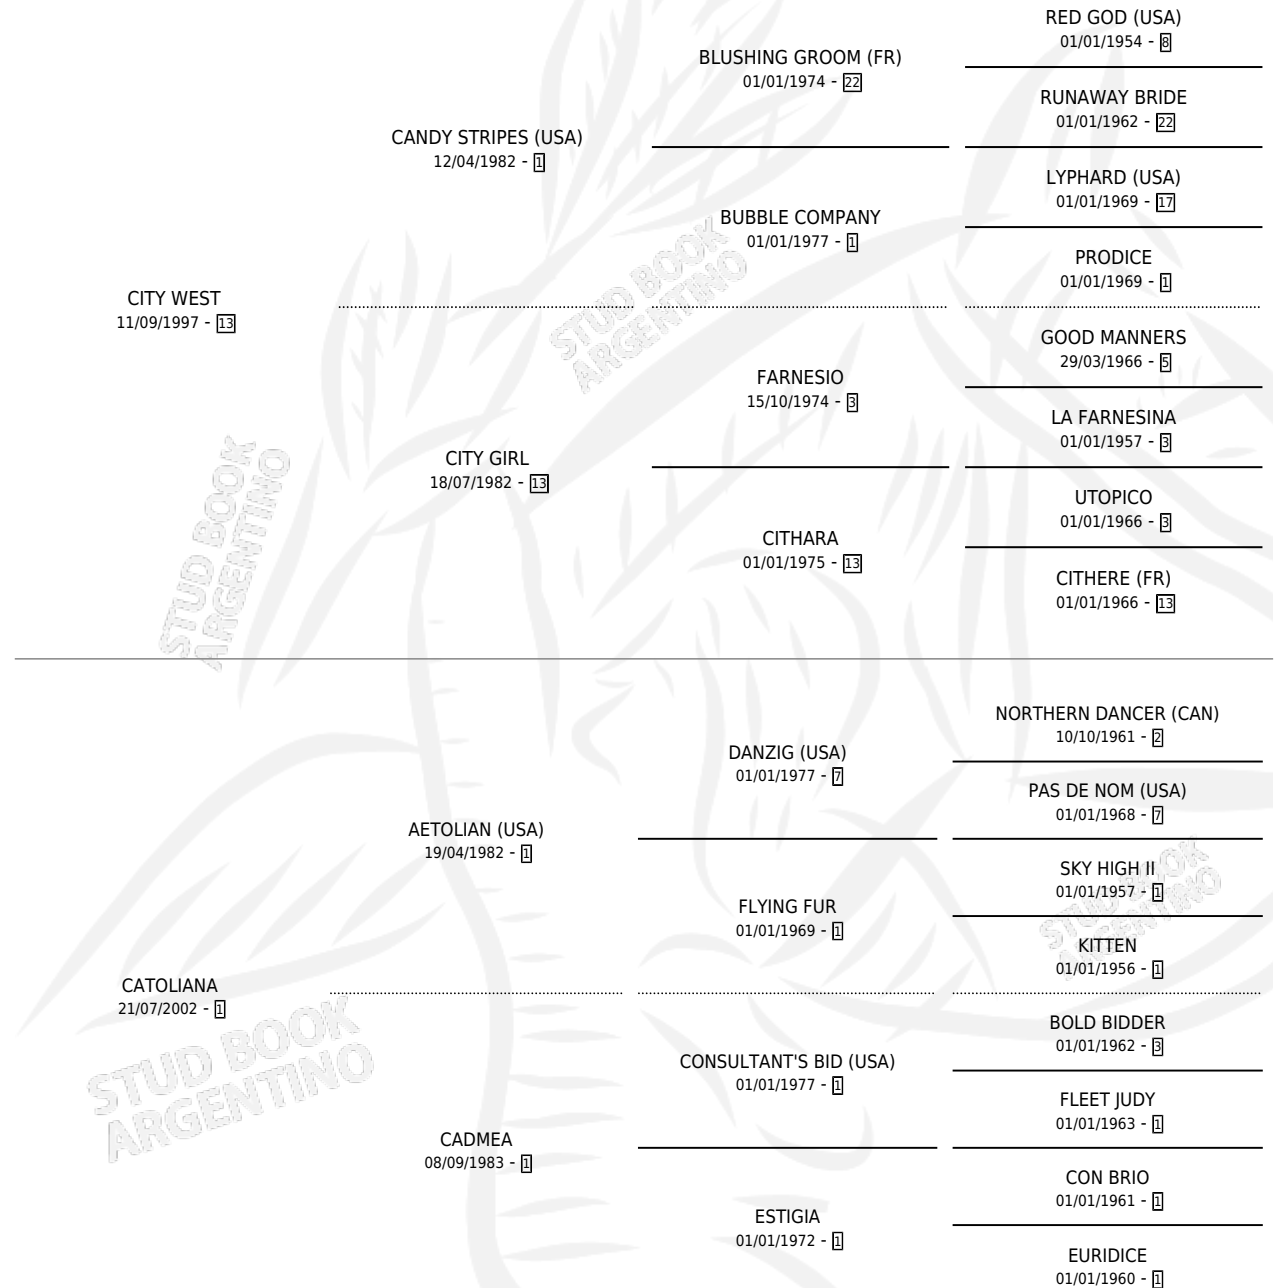 RED GOD (USA)
01/01/1954 - 8
BLUSHING GROOM (FR)
01/01/1974 - 22
RUNAWAY BRIDE
01/01/1962 - 22
CANDY STRIPES (USA)
12/04/1982 - 1
LYPHARD (USA)
01/01/1969 - 17
BUBBLE COMPANY
01/01/1977 - 1
PRODICE
01/01/1969 - 1
CITY WEST
11/09/1997 - 13
STUD BOOK
ARGENTINO
GOOD MANNERS
29/03/1966 - 5
FARNESIO
15/10/1974 - 3
LA FARNESINA
01/01/1957 - 3
CITY GIRL
18/07/1982 - 13
UTOPICO
01/01/1966 - 3
CITHARA
01/01/1975 - 13
CITHERE (FR)
01/01/1966 - 13
STUD BOOK
ARGENTINO
NORTHERN DANCER (CAN)
10/10/1961 - 2
DANZIG (USA)
01/01/1977 - 7
PAS DE NOM (USA)
01/01/1968 - 7
AETOLIAN (USA)
19/04/1982 - 1
SKY HIGH II
01/01/1957 - 1
FLYING FUR
01/01/1969 - 1
STUD BOOK
ARGENTINO
KITTEN
01/01/1956 - 1
CATOLIANA
21/07/2002 - 1
STUD BOOK
ARGENTINO
BOLD BIDDER
01/01/1962 - 3
CONSULTANT'S BID (USA)
01/01/1977 - 1
FLEET JUDY
01/01/1963 - 1
CADMEA
08/09/1983 - 1
CON BRIO
01/01/1961 - 1
ESTIGIA
01/01/1972 - 1
EURIDICE
01/01/1960 - 1